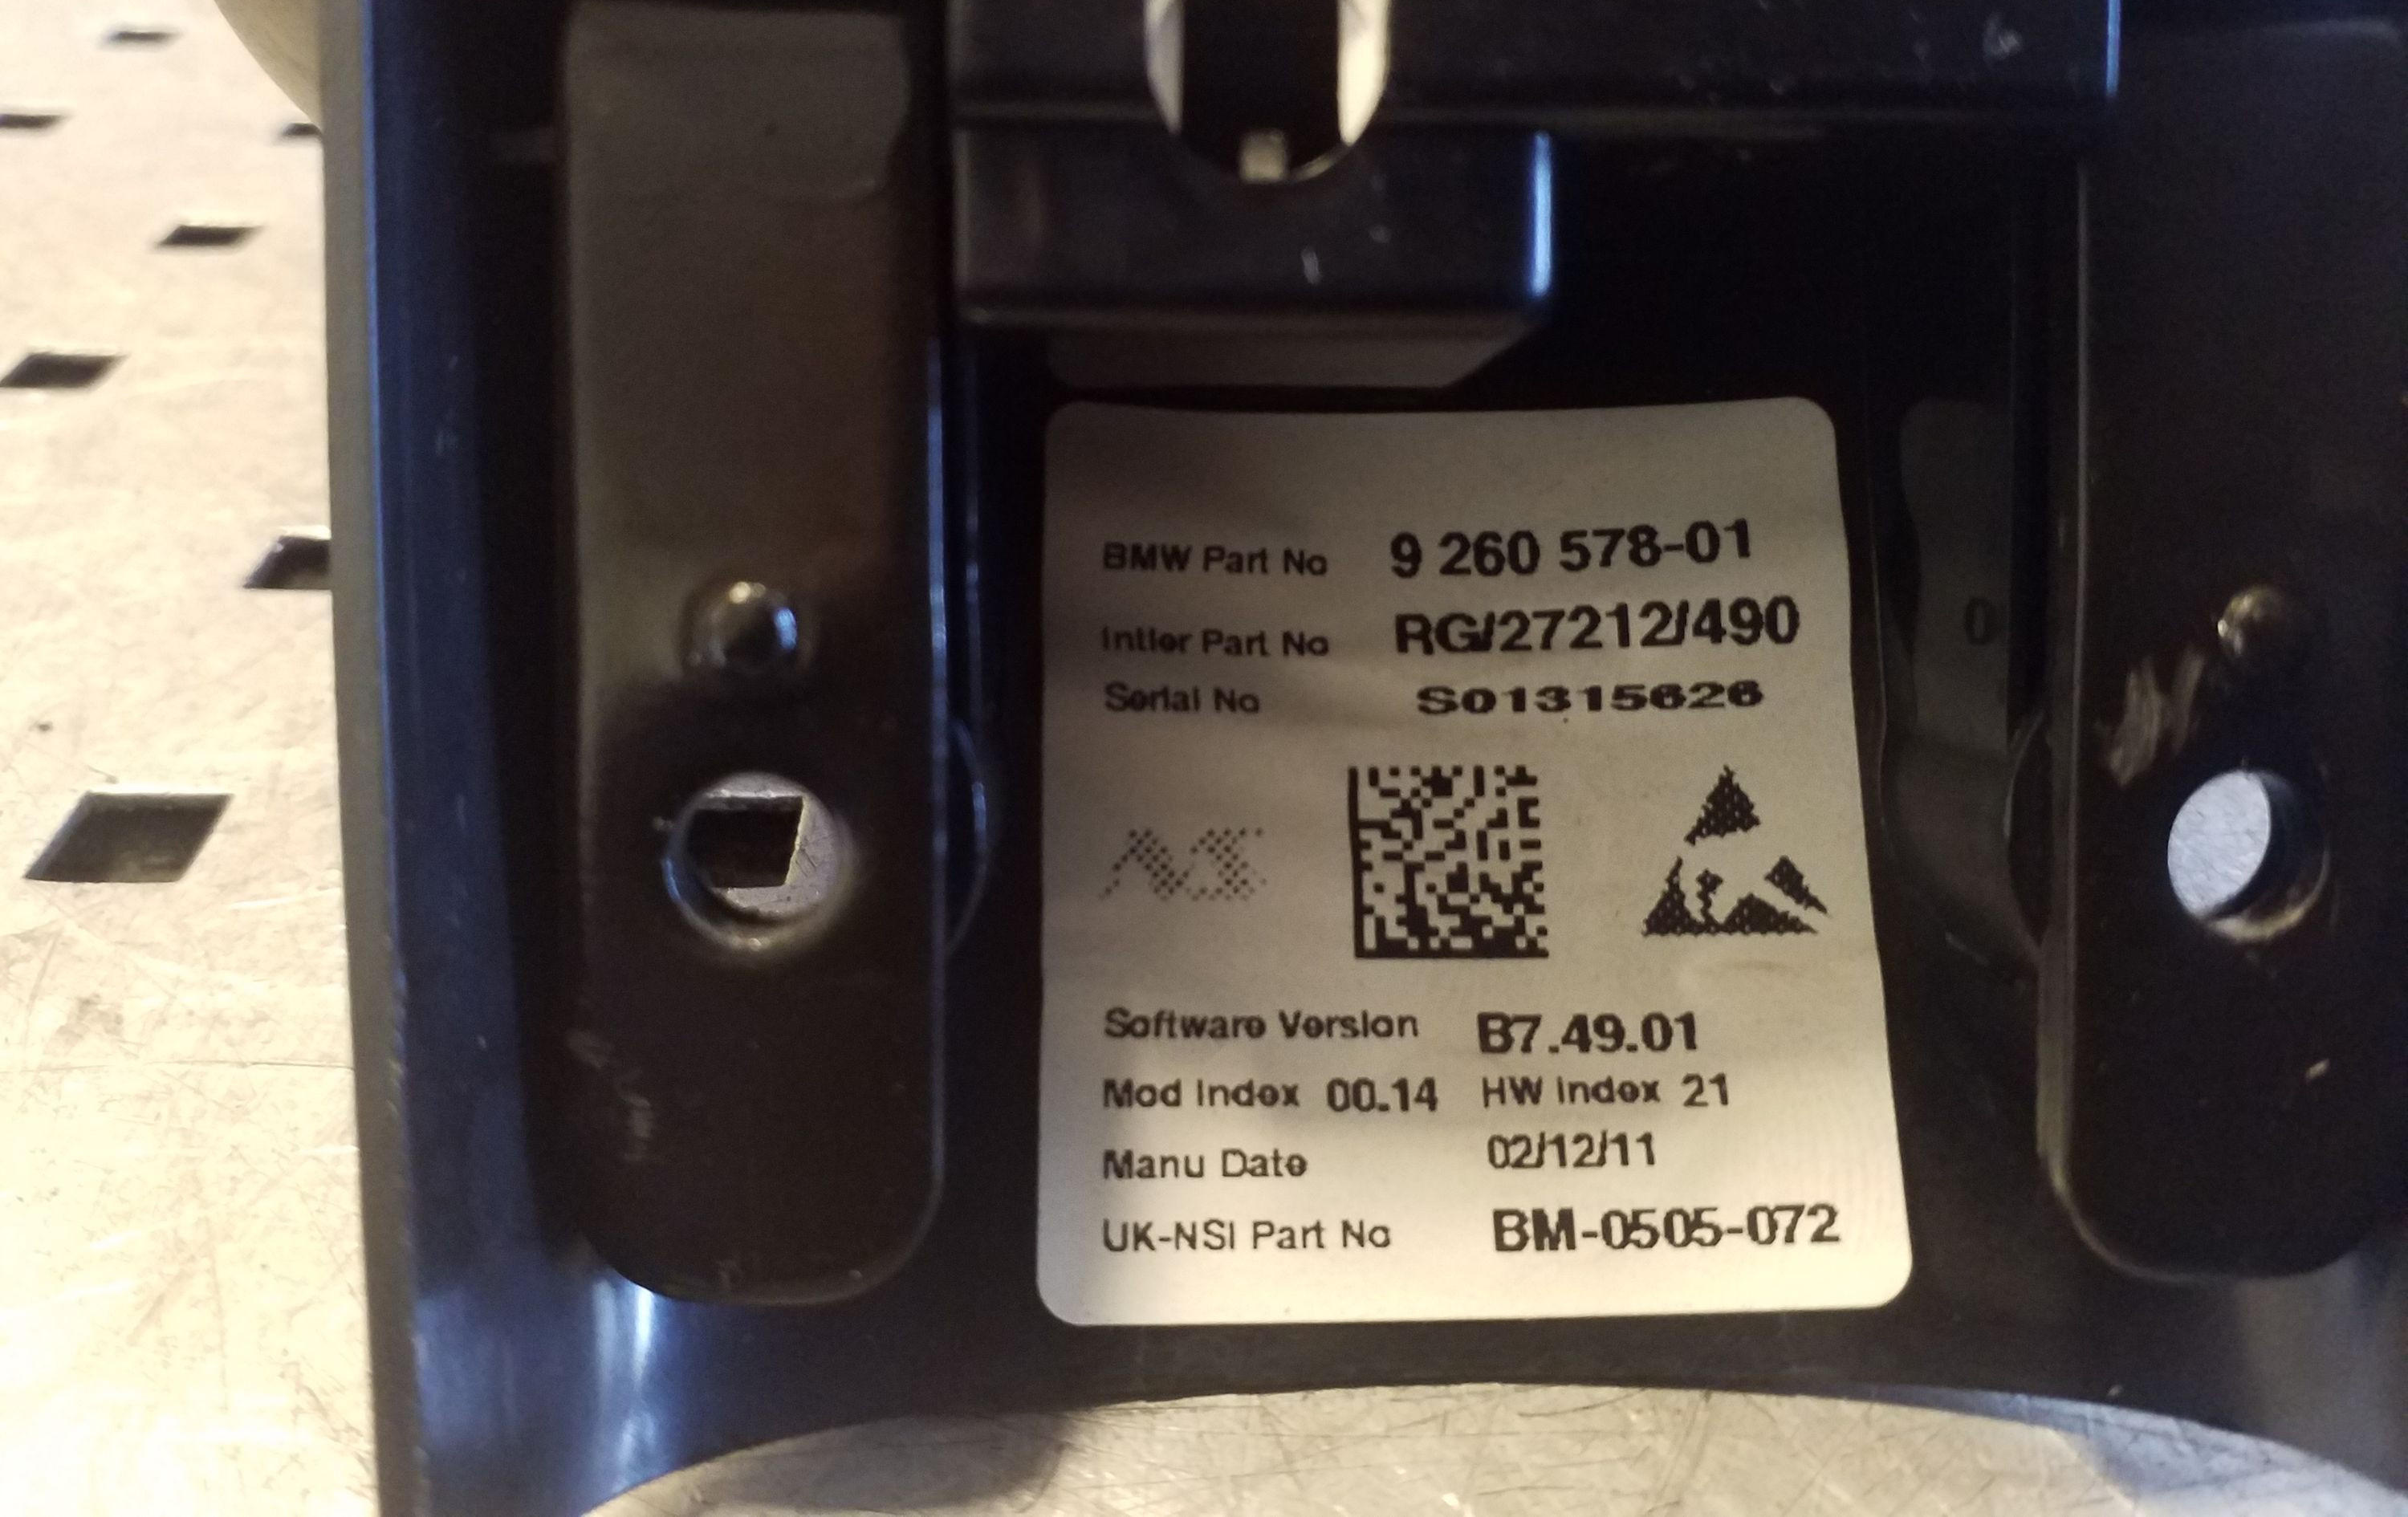 BMW Part No 9 260 578-01
Intier Part No RG/27212/490
Serial No S01315626
Software Version B7.49.01
Mod Index 00.14 HW Index 21
Manu Date 02/12/11
UK-NSI Part No BM-0505-072